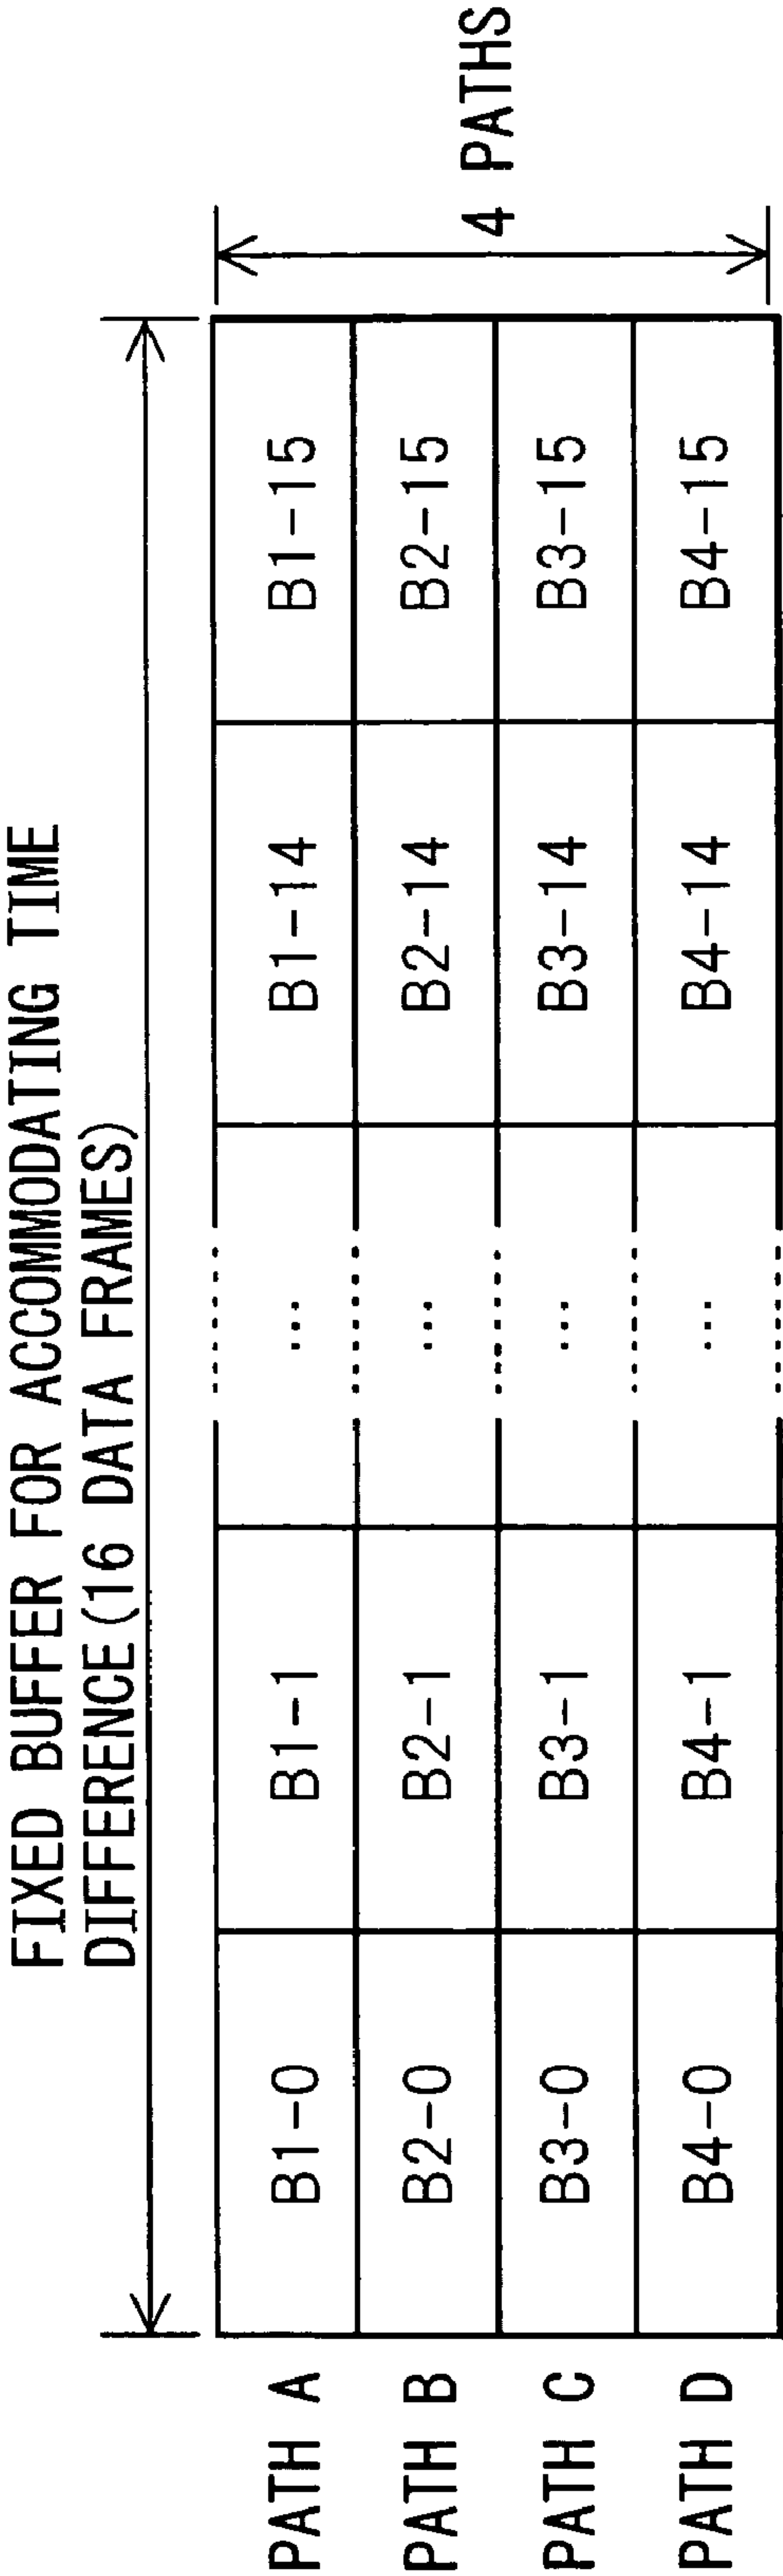 FIXED BUFFER FOR ACCOMMODATING TIME
DIFFERENCE(16 DATA FRAMES)
PATH A B1-0 B1-1 ... B1-14 B1-15
PATH B B2-0 B2-1 ... B2-14 B2-15
PATH C B3-0 B3-1 ... B3-14 B3-15
PATH D B4-0 B4-1 ... B4-14 B4-15
4 PATHS